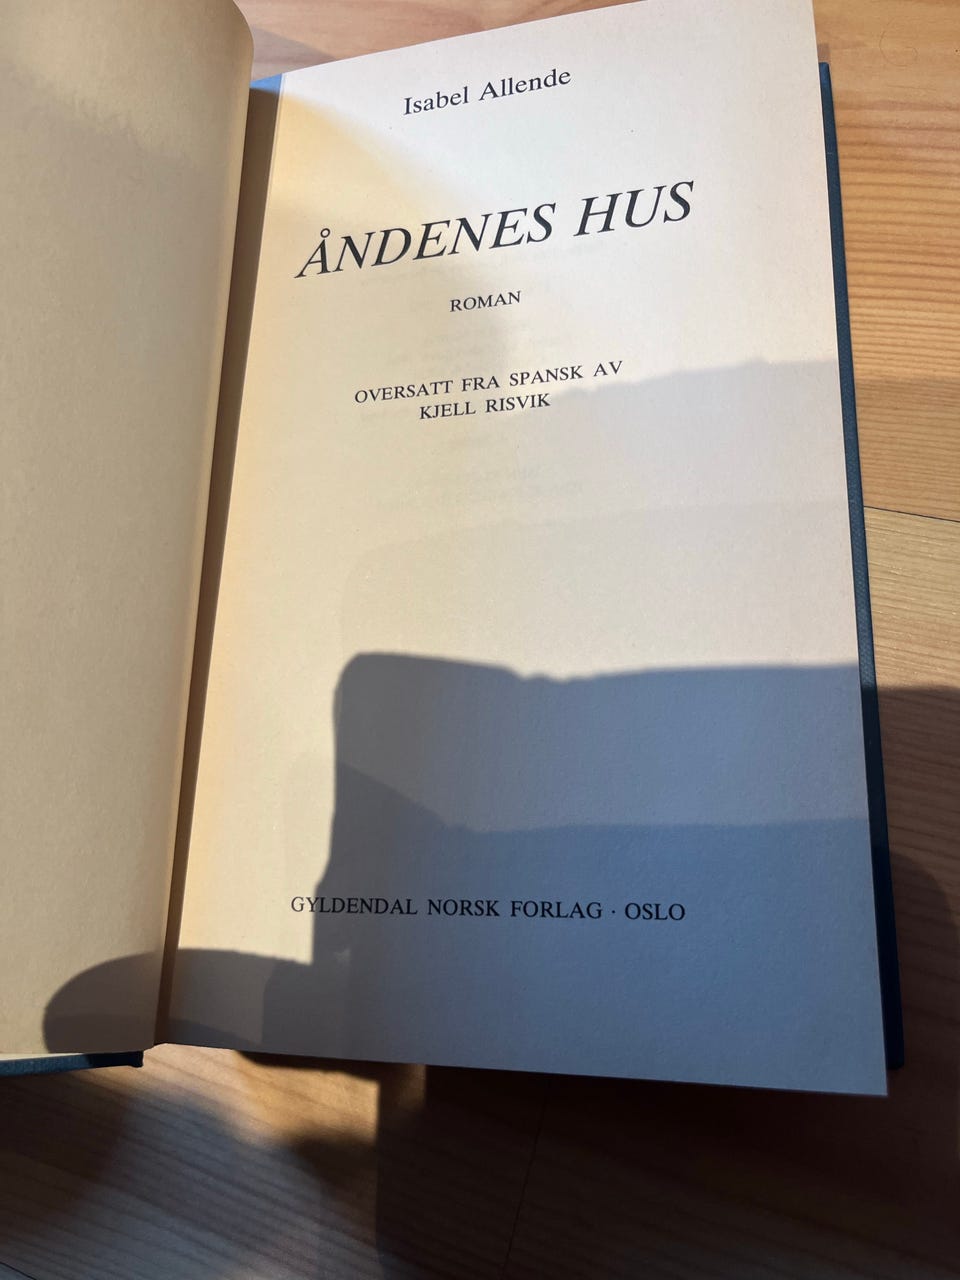 Isabel Allende
ÅNDENES HUS
ROMAN
OVERSATT FRA SPANSK AV
KJELL RISVIK
GYLDENDAL NORSK FORLAG · OSLO